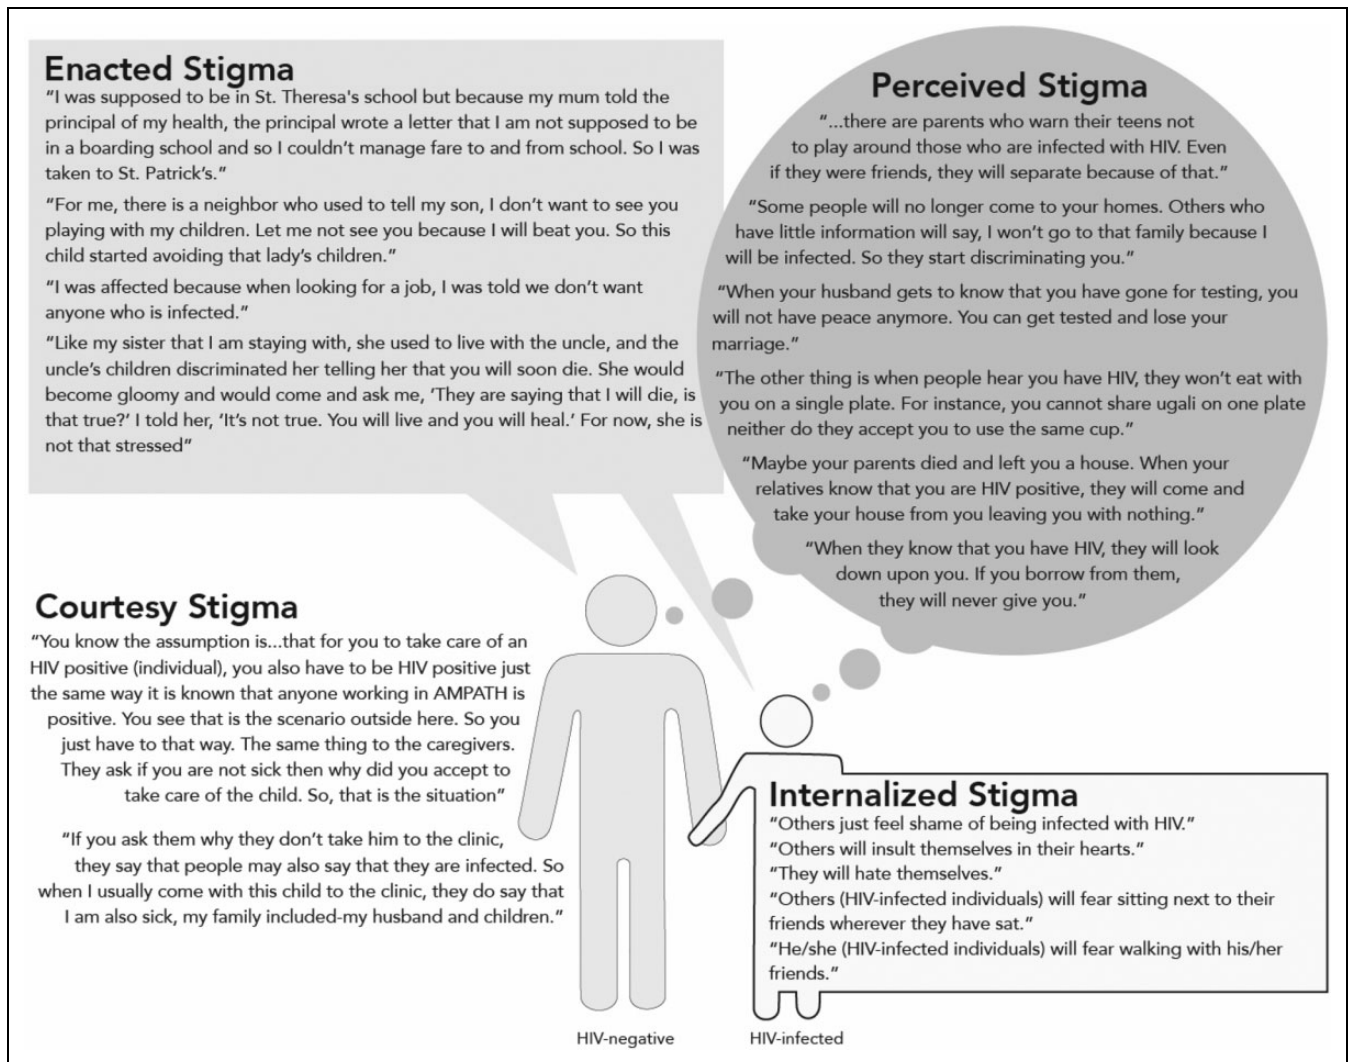 Enacted Stigma
“I was supposed to be in St. Theresa's school but because my mum told the
principal of my health, the principal wrote a letter that I am not supposed to be
in a boarding school and so I couldn’t manage fare to and from school. So I was
taken to St. Patrick’s.”
“For me, there is a neighbor who used to tell my son, I don’t want to see you
playing with my children. Let me not see you because I will beat you. So this
child started avoiding that lady’s children.”
“I was affected because when looking for a job, I was told we don’t want
anyone who is infected.”
“Like my sister that I am staying with, she used to live with the uncle, and the
uncle’s children discriminated her telling her that you will soon die. She would
become gloomy and would come and ask me, ‘They are saying that I will die, is
that true?’ I told her, ‘It’s not true. You will live and you will heal.’ For now, she is
not that stressed”
Perceived Stigma
“...there are parents who warn their teens not
to play around those who are infected with HIV. Even
if they were friends, they will separate because of that.”
“Some people will no longer come to your homes. Others who
have little information will say, I won’t go to that family because I
will be infected. So they start discriminating you.”
“When your husband gets to know that you have gone for testing, you
will not have peace anymore. You can get tested and lose your
marriage.”
“The other thing is when people hear you have HIV, they won’t eat with
you on a single plate. For instance, you cannot share ugali on one plate
neither do they accept you to use the same cup.”
“Maybe your parents died and left you a house. When your
relatives know that you are HIV positive, they will come and
take your house from you leaving you with nothing.”
“When they know that you have HIV, they will look
down upon you. If you borrow from them,
they will never give you.”
Courtesy Stigma
“You know the assumption is...that for you to take care of an
HIV positive (individual), you also have to be HIV positive just
the same way it is known that anyone working in AMPATH is
positive. You see that is the scenario outside here. So you
just have to that way. The same thing to the caregivers.
They ask if you are not sick then why did you accept to
take care of the child. So, that is the situation”
“If you ask them why they don’t take him to the clinic,
they say that people may also say that they are infected. So
when I usually come with this child to the clinic, they do say that
I am also sick, my family included-my husband and children.”
Internalized Stigma
“Others just feel shame of being infected with HIV.”
“Others will insult themselves in their hearts.”
“They will hate themselves.”
“Others (HIV-infected individuals) will fear sitting next to their
friends wherever they have sat.”
“He/she (HIV-infected individuals) will fear walking with his/her
friends.”
HIV-negative
HIV-infected